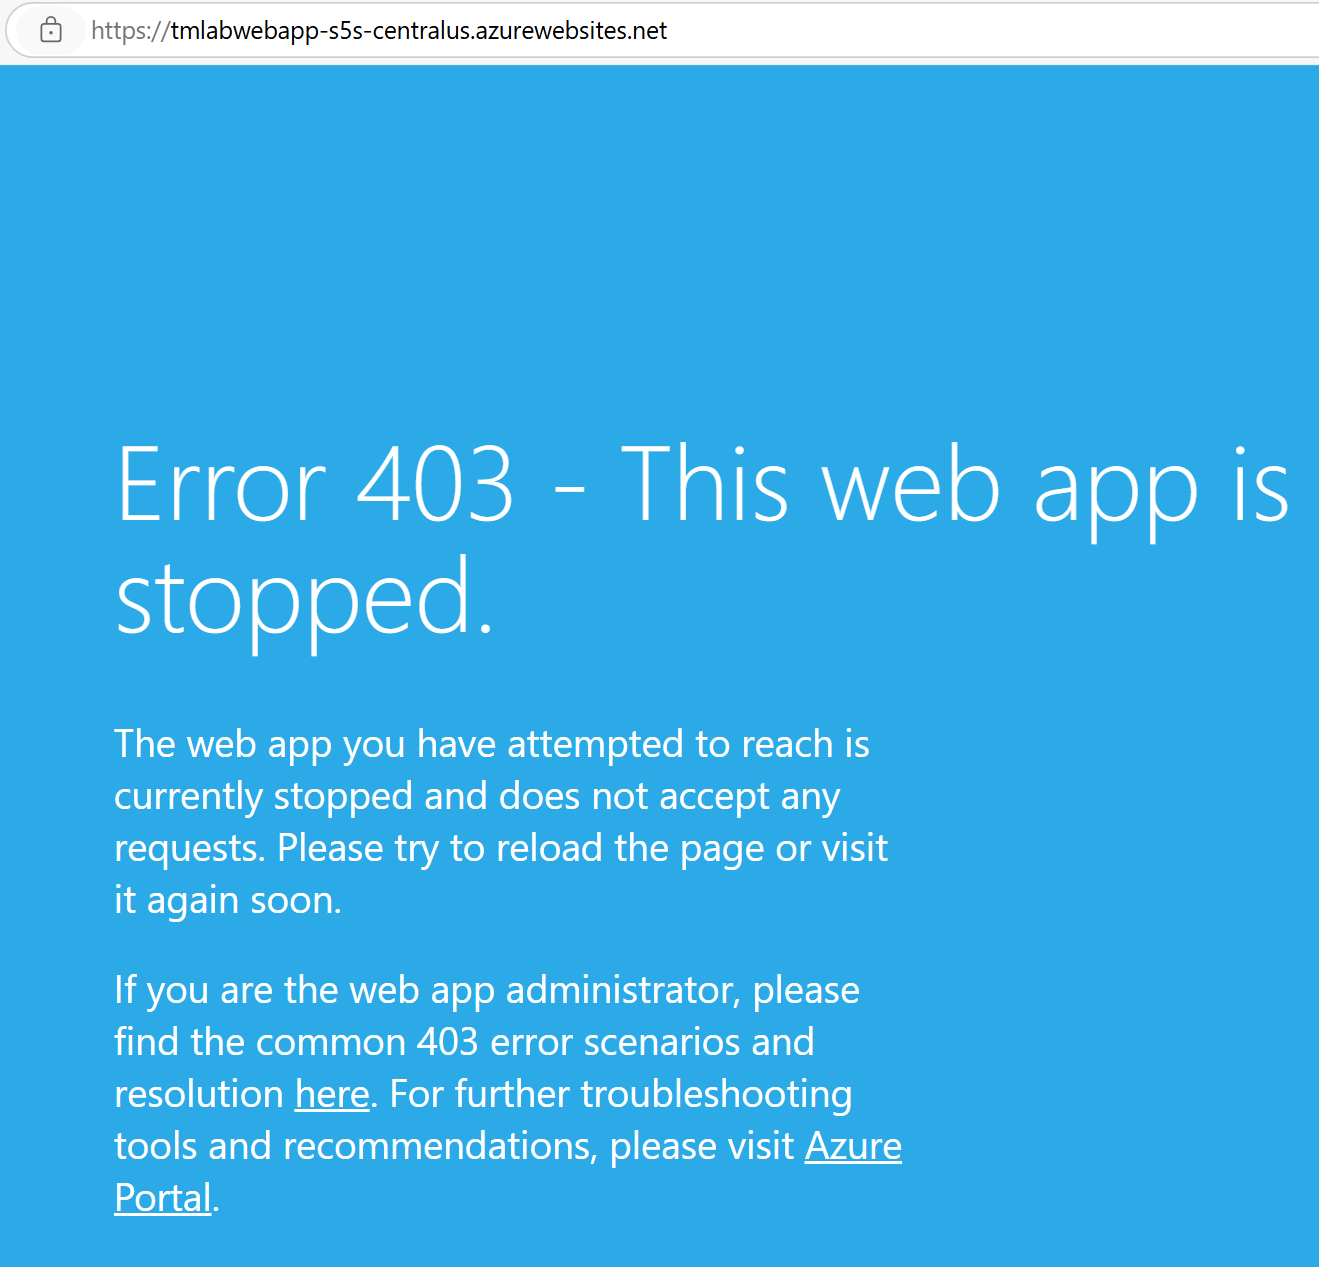 https://tmlabwebapp-s5s-centralus.azurewebsites.net
Error 403 - This web app is
stopped.
The web app you have attempted to reach is
currently stopped and does not accept any
requests. Please try to reload the page or visit
it again soon.
If you are the web app administrator, please
find the common 403 error scenarios and
resolution here. For further troubleshooting
tools and recommendations, please visit Azure
Portal.